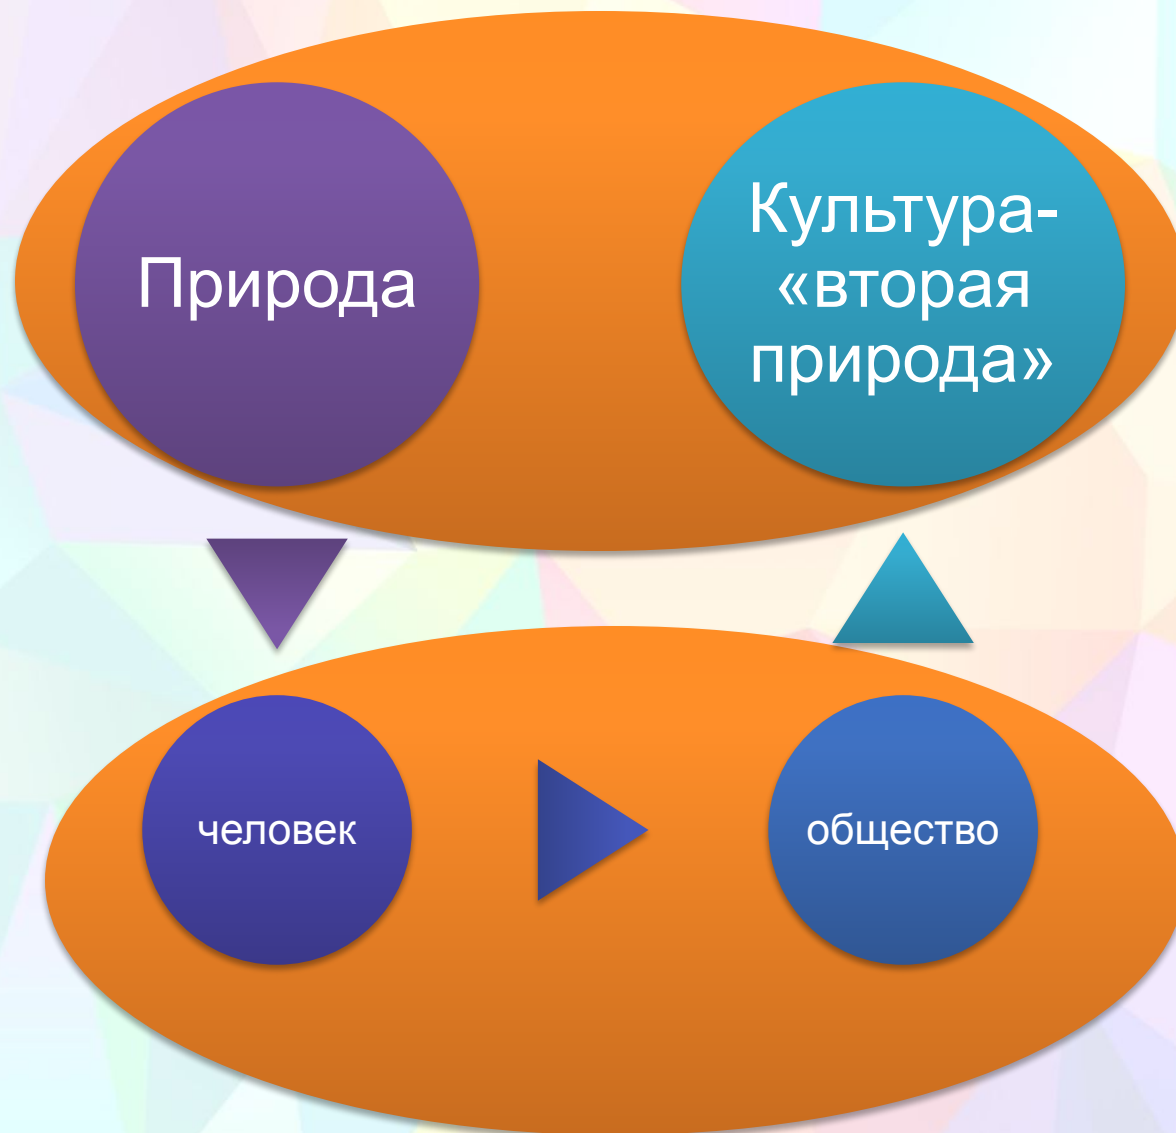 Природа
Культура-
«вторая
природа»
человек
общество